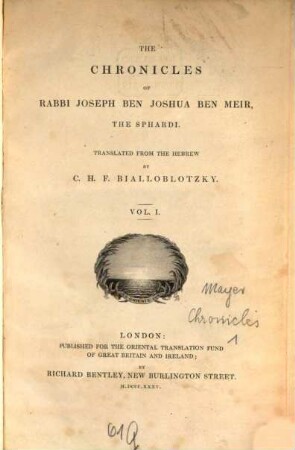 THE
CHRONICLES
OF
RABBI JOSEPH BEN JOSHUA BEN MEIR,
THE SPHARDI.
TRANSLATED FROM THE HEBREW
BY
C. H. F. BIALLOBLOTZKY.
VOL. I.
Mayer
Chronicles
1
LONDON:
PUBLISHED FOR THE ORIENTAL TRANSLATION FUND
OF GREAT BRITAIN AND IRELAND;
BY
RICHARD BENTLEY, NEW BURLINGTON STREET.
M.DCCC.XXXV.